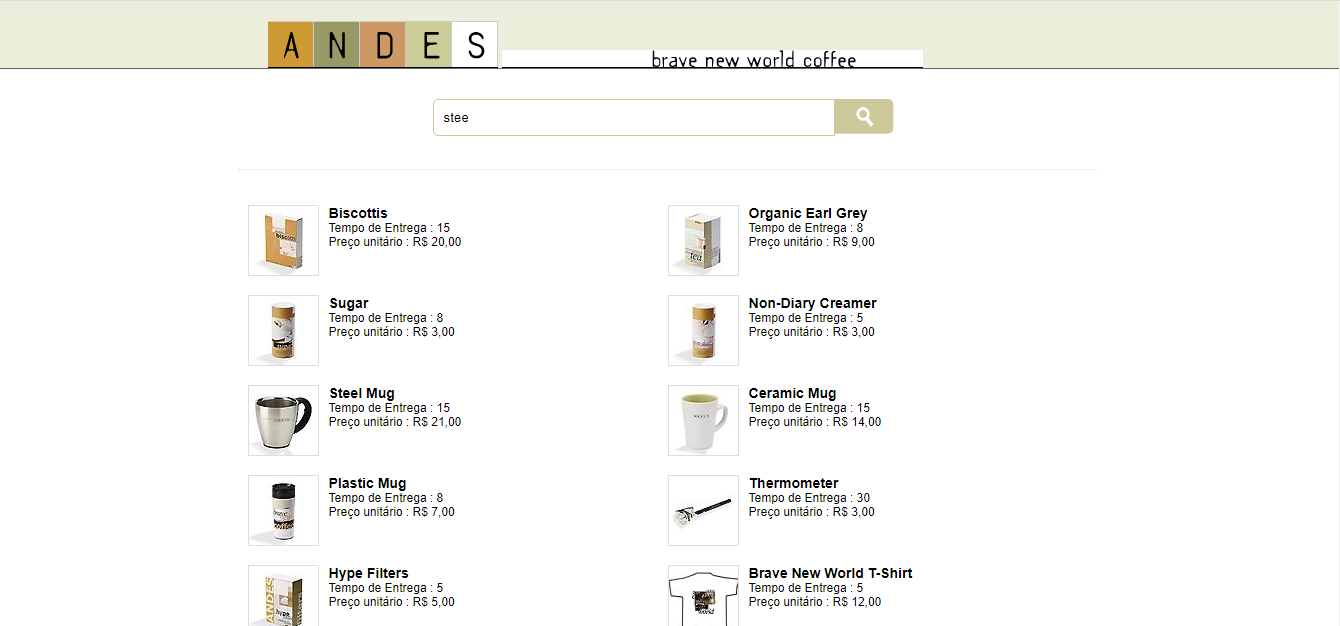 ANDES
brave new world coffee
stee
Biscottis
Tempo de Entrega : 15
Preço unitário : R$ 20,00
Organic Earl Grey
Tempo de Entrega : 8
Preço unitário : R$ 9,00
Sugar
Tempo de Entrega : 8
Preço unitário : R$ 3,00
Non-Diary Creamer
Tempo de Entrega : 5
Preço unitário : R$ 3,00
Steel Mug
Tempo de Entrega : 15
Preço unitário : R$ 21,00
Ceramic Mug
Tempo de Entrega : 15
Preço unitário : R$ 14,00
Plastic Mug
Tempo de Entrega : 8
Preço unitário : R$ 7,00
Thermometer
Tempo de Entrega : 30
Preço unitário : R$ 3,00
ANDES
hype
Hype Filters
Tempo de Entrega : 5
Preço unitário : R$ 5,00
world
Brave New World T-Shirt
Tempo de Entrega : 5
Preço unitário : R$ 12,00